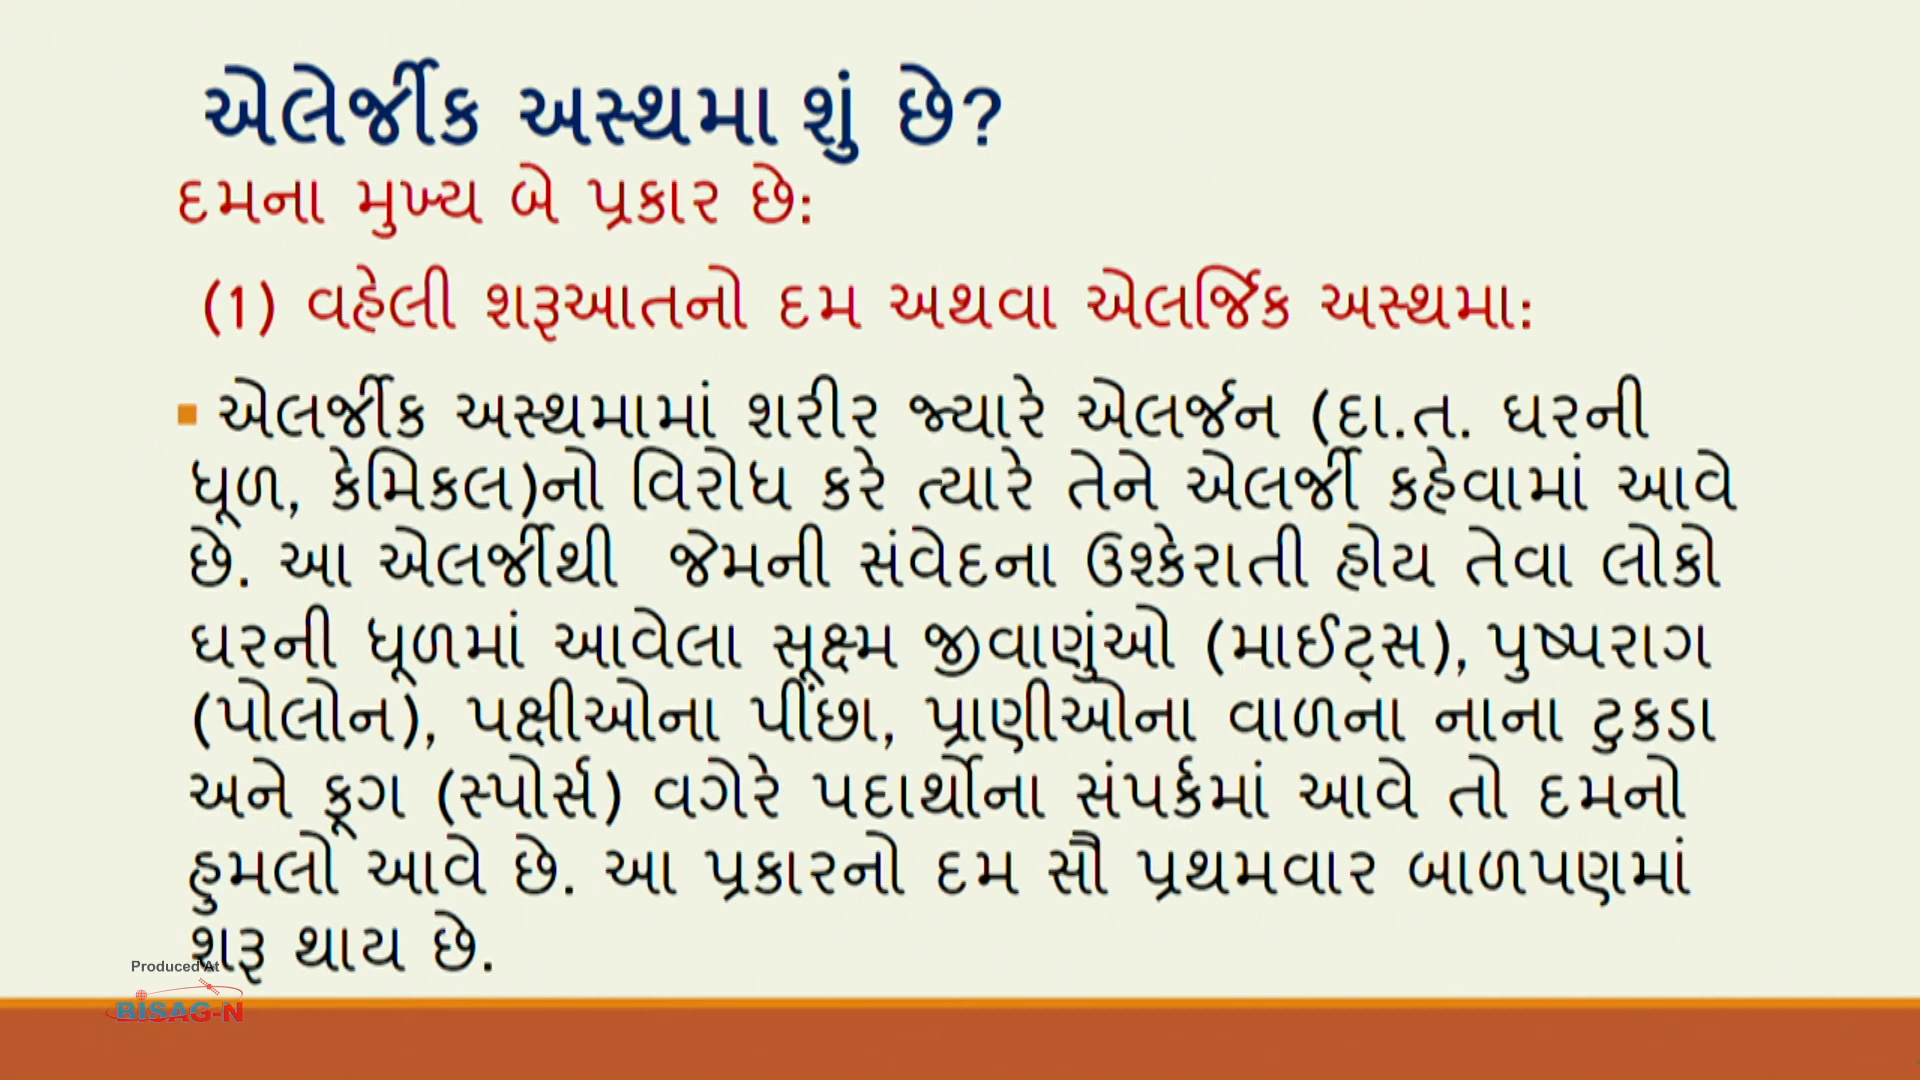 એલેર્જીક અસ્થમા શું છે?
દમના મુખ્ય બે પ્રકાર છે:
(1) વહેલી શરૂઆતનો દમ અથવા એલર્જિક અસ્થમા:
▪ એલર્જીક અસ્થમામાં શરીર જ્યારે એલર્જન (દા.ત. ઘરની
ધૂળ, કેમિકલ)નો વિરોધ કરે ત્યારે તેને એલર્જી કહેવામાં આવે
છે. આ એલર્જીથી જેમની સંવેદના ઉશ્કેરાતી હોય તેવા લોકો
ઘરની ધૂળમાં આવેલા સૂક્ષ્મ જીવાણુંઓ (માઈટ્સ), પુષ્પરાગ
(પોલોન), પક્ષીઓના પીંછા, પ્રાણીઓના વાળના નાના ટુકડા
અને ફૂગ (સ્પોર્સ) વગેરે પદાર્થોના સંપર્કમાં આવે તો દમનો
હુમલો આવે છે. આ પ્રકારનો દમ સૌ પ્રથમવાર બાળપણમાં
શરૂ થાય છે.
Produced At
BISAG-N